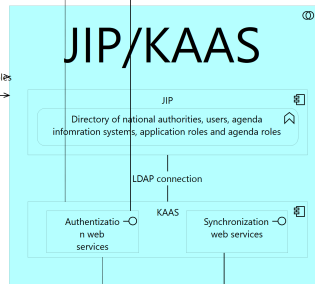 JIP/KAAS
les
JIP
Directory of national authorities, users, agenda
infomration systems, application roles and agenda roles
LDAP connection
KAAS
Authenticatio
n web
services
Synchronization
web services